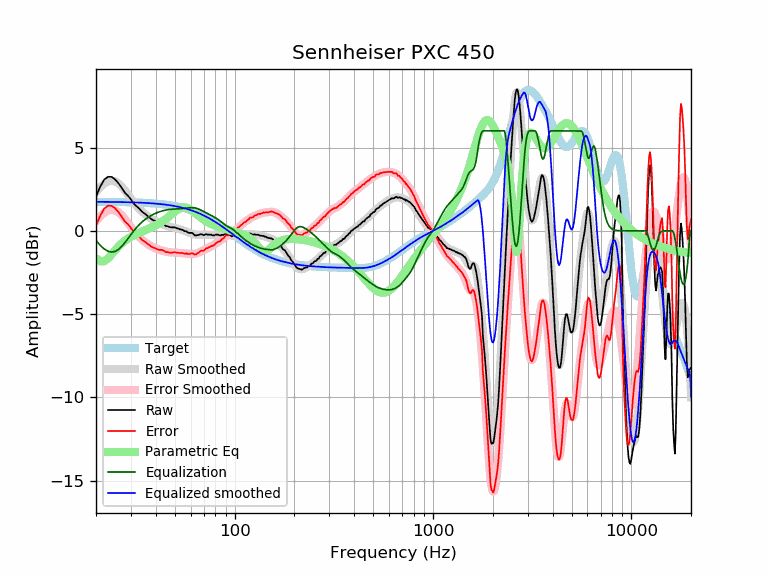 Sennheiser PXC 450
Amplitude (dBr)
5
0
−5
−10
−15
Target
Raw Smoothed
Error Smoothed
Raw
Error
Parametric Eq
Equalization
Equalized smoothed
100
1000
10000
Frequency (Hz)